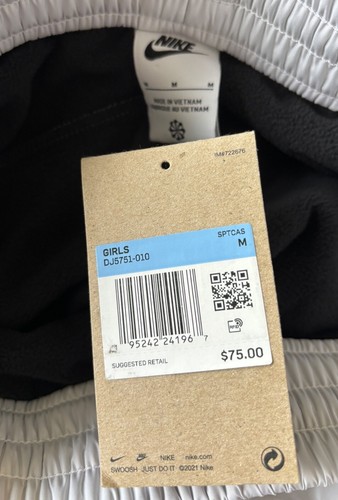 NIKE
M M
MADE IN VIETNAM
FABRIQUÉ AU VIETNAM
GIRLS
DJ5751-010
SPTCAS
M
95242 24196 7
SUGGESTED RETAIL
$75.00
NIKE Nike.com
SWOOSH JUST DO IT ©2021 Nike.